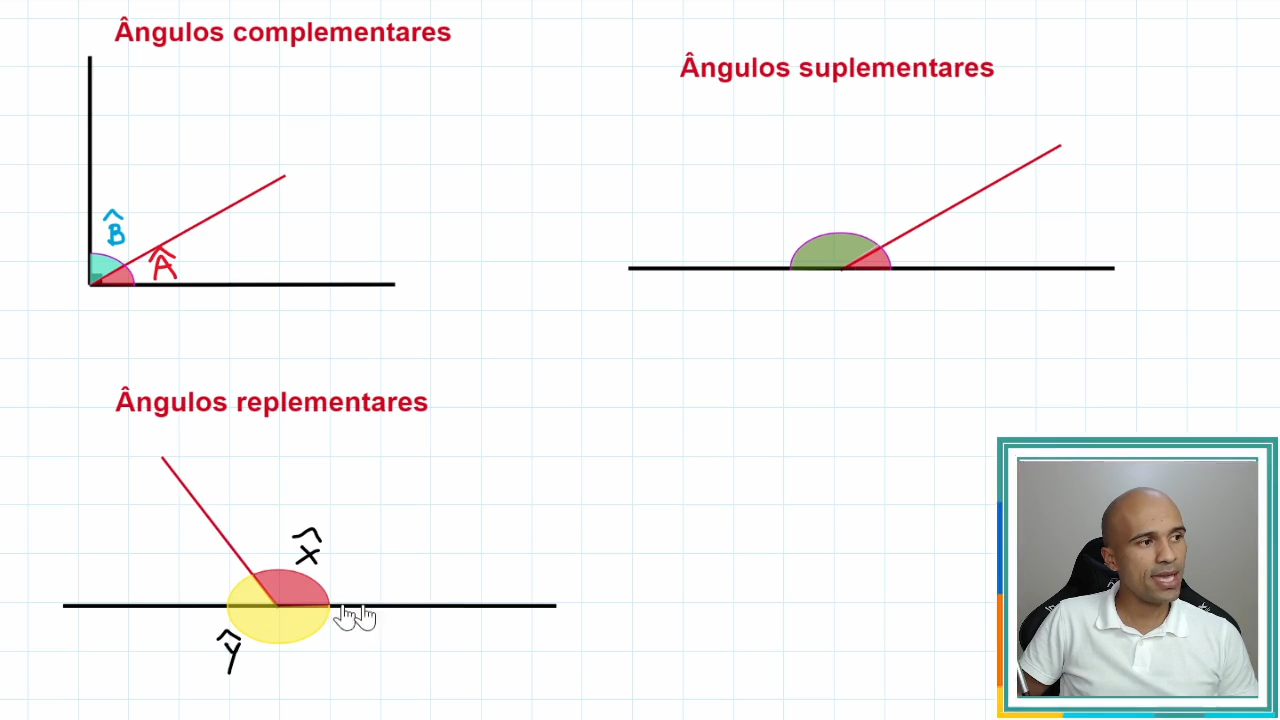 Ângulos complementares
Ângulos suplementares
B̂
Â
Ângulos replementares
x̂
ŷ